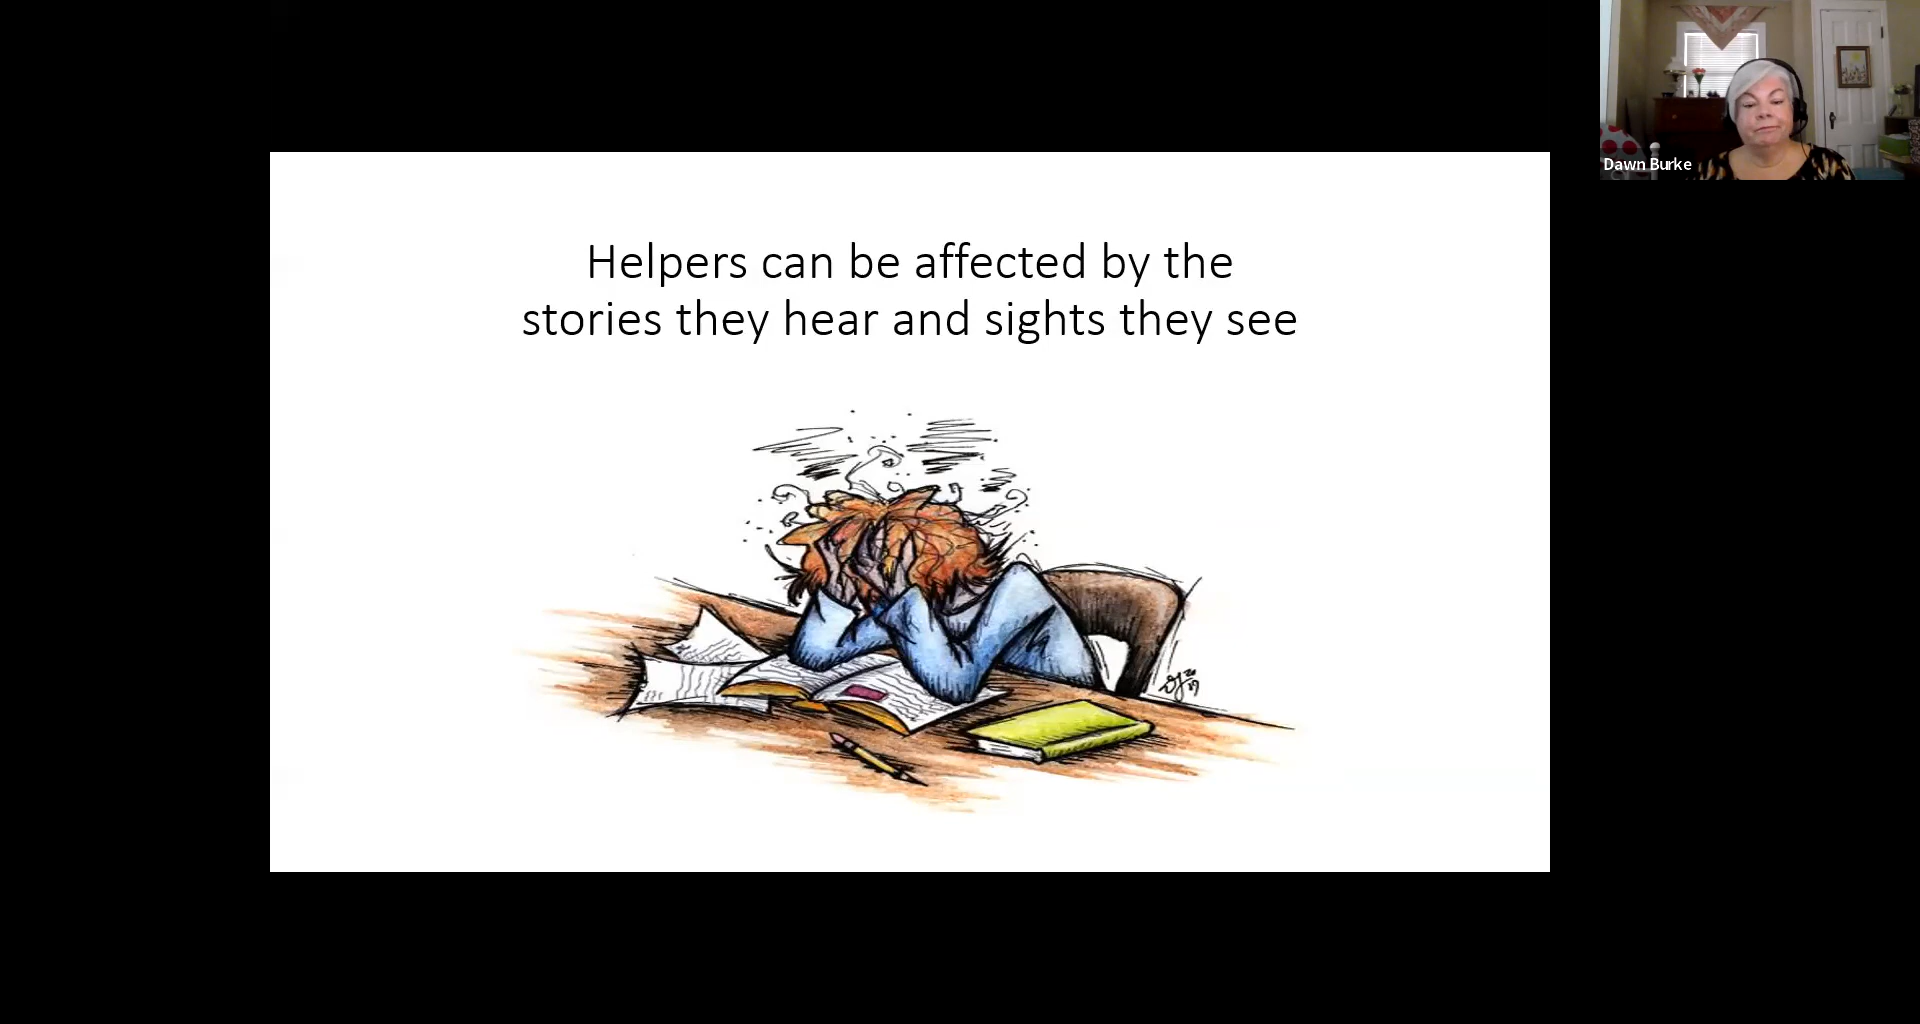 Helpers can be affected by the
stories they hear and sights they see
Dawn Burke